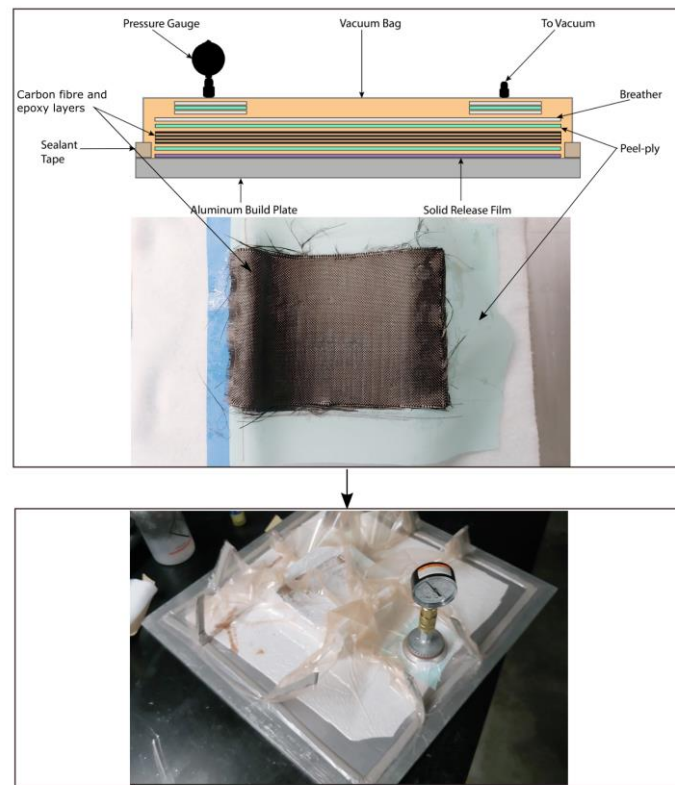 Pressure Gauge
Vacuum Bag
To Vacuum
Carbon fibre and
epoxy layers
Breather
Sealant
Tape
Peel-ply
Aluminum Build Plate
Solid Release Film